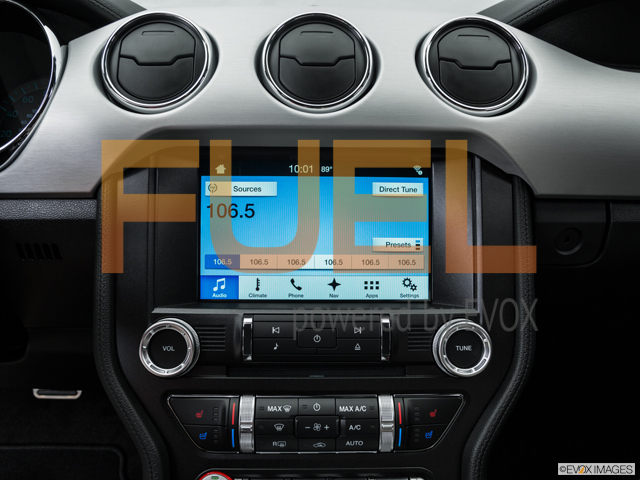 10:01 89°
Sources Direct Tune
106.5
FUEL
Presets
106.5 106.5 106.5 106.5 106.5 106.5
Audio Climate Phone Nav Apps Settings
powered by EVOX
VOL TUNE
MAX MAX A/C
A/C
R AUTO
©EVOX IMAGES